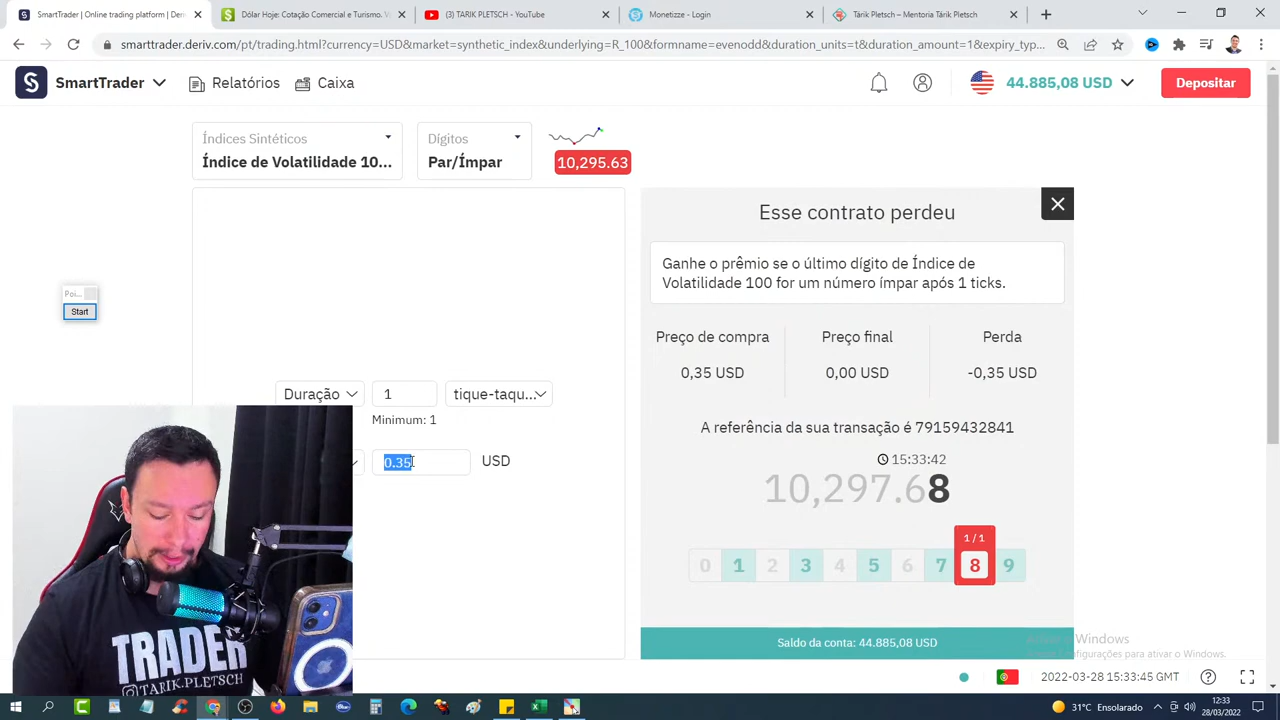 SmartTrader | Online trading platform | Deri
Dólar Hoje: Cotação Comercial e Turismo. V
(3) TARIK PLETSCH - YouTube
Monetizze - Login
Tárik Pletsch – Mentoria Tárik Pletsch
smarttrader.deriv.com/pt/trading.html?currency=USD&market=synthetic_index&underlying=R_100&formname=evenodd&duration_units=t&duration_amount=1&expiry_typ...
SmartTrader
Relatórios
Caixa
44.885,08 USD
Depositar
Índices Sintéticos
Índice de Volatilidade 10...
Dígitos
Par/Ímpar
10,295.63
Esse contrato perdeu
Ganhe o prêmio se o último dígito de Índice de
Volatilidade 100 for um número ímpar após 1 ticks.
Poi...
Start
Preço de compra
Preço final
Perda
0,35 USD
0,00 USD
-0,35 USD
Duração
1
tique-taqu...
Minimum: 1
A referência da sua transação é 79159432841
0.35
USD
15:33:42
10,297.68
1 / 1
0 1 2 3 4 5 6 7 8 9
TRADER
@TARIK.PLETSCH
Saldo da conta: 44.885,08 USD
2022-03-28 15:33:45 GMT
31°C Ensolarado
12:33
28/03/2022